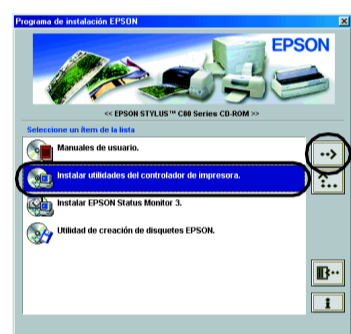 Programa de instalación EPSON
EPSON
<< EPSON STYLUS™ C80 Series CD-ROM >>
Seleccione un ítem de la lista
Manuales de usuario.
Instalar utilidades del controlador de impresora.
Instalar EPSON Status Monitor 3.
Utilidad de creación de disquetes EPSON.